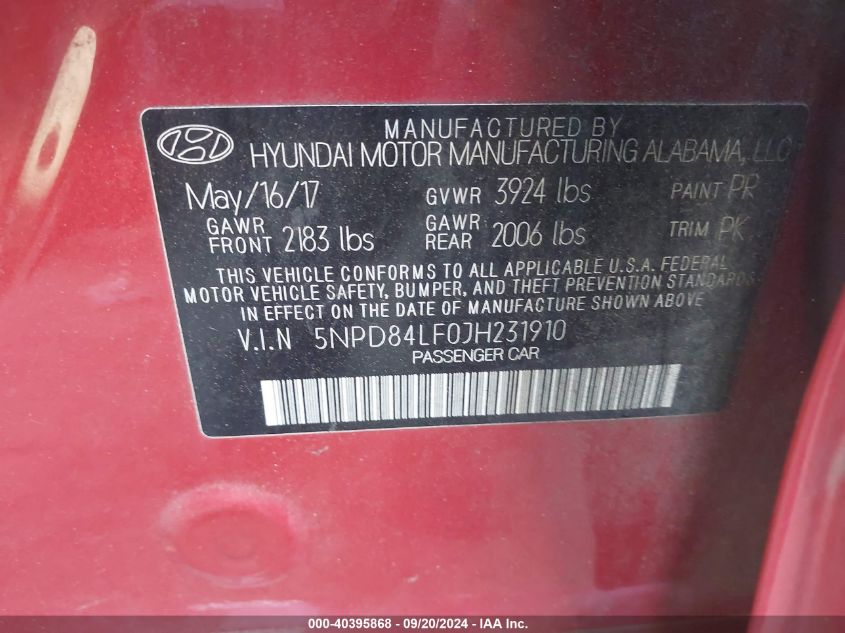 MANUFACTURED BY
HYUNDAI MOTOR MANUFACTURING ALABAMA, LLC
May/16/17 GVWR 3924 lbs PAINT PR
GAWR FRONT 2183 lbs GAWR REAR 2006 lbs TRIM PK
THIS VEHICLE CONFORMS TO ALL APPLICABLE U.S.A. FEDERAL
MOTOR VEHICLE SAFETY, BUMPER, AND THEFT PREVENTION STANDARDS
IN EFFECT ON THE DATE OF MANUFACTURE SHOWN ABOVE
V.I.N 5NPD84LF0JH231910
PASSENGER CAR
000-40395868 - 09/20/2024 - IAA Inc.